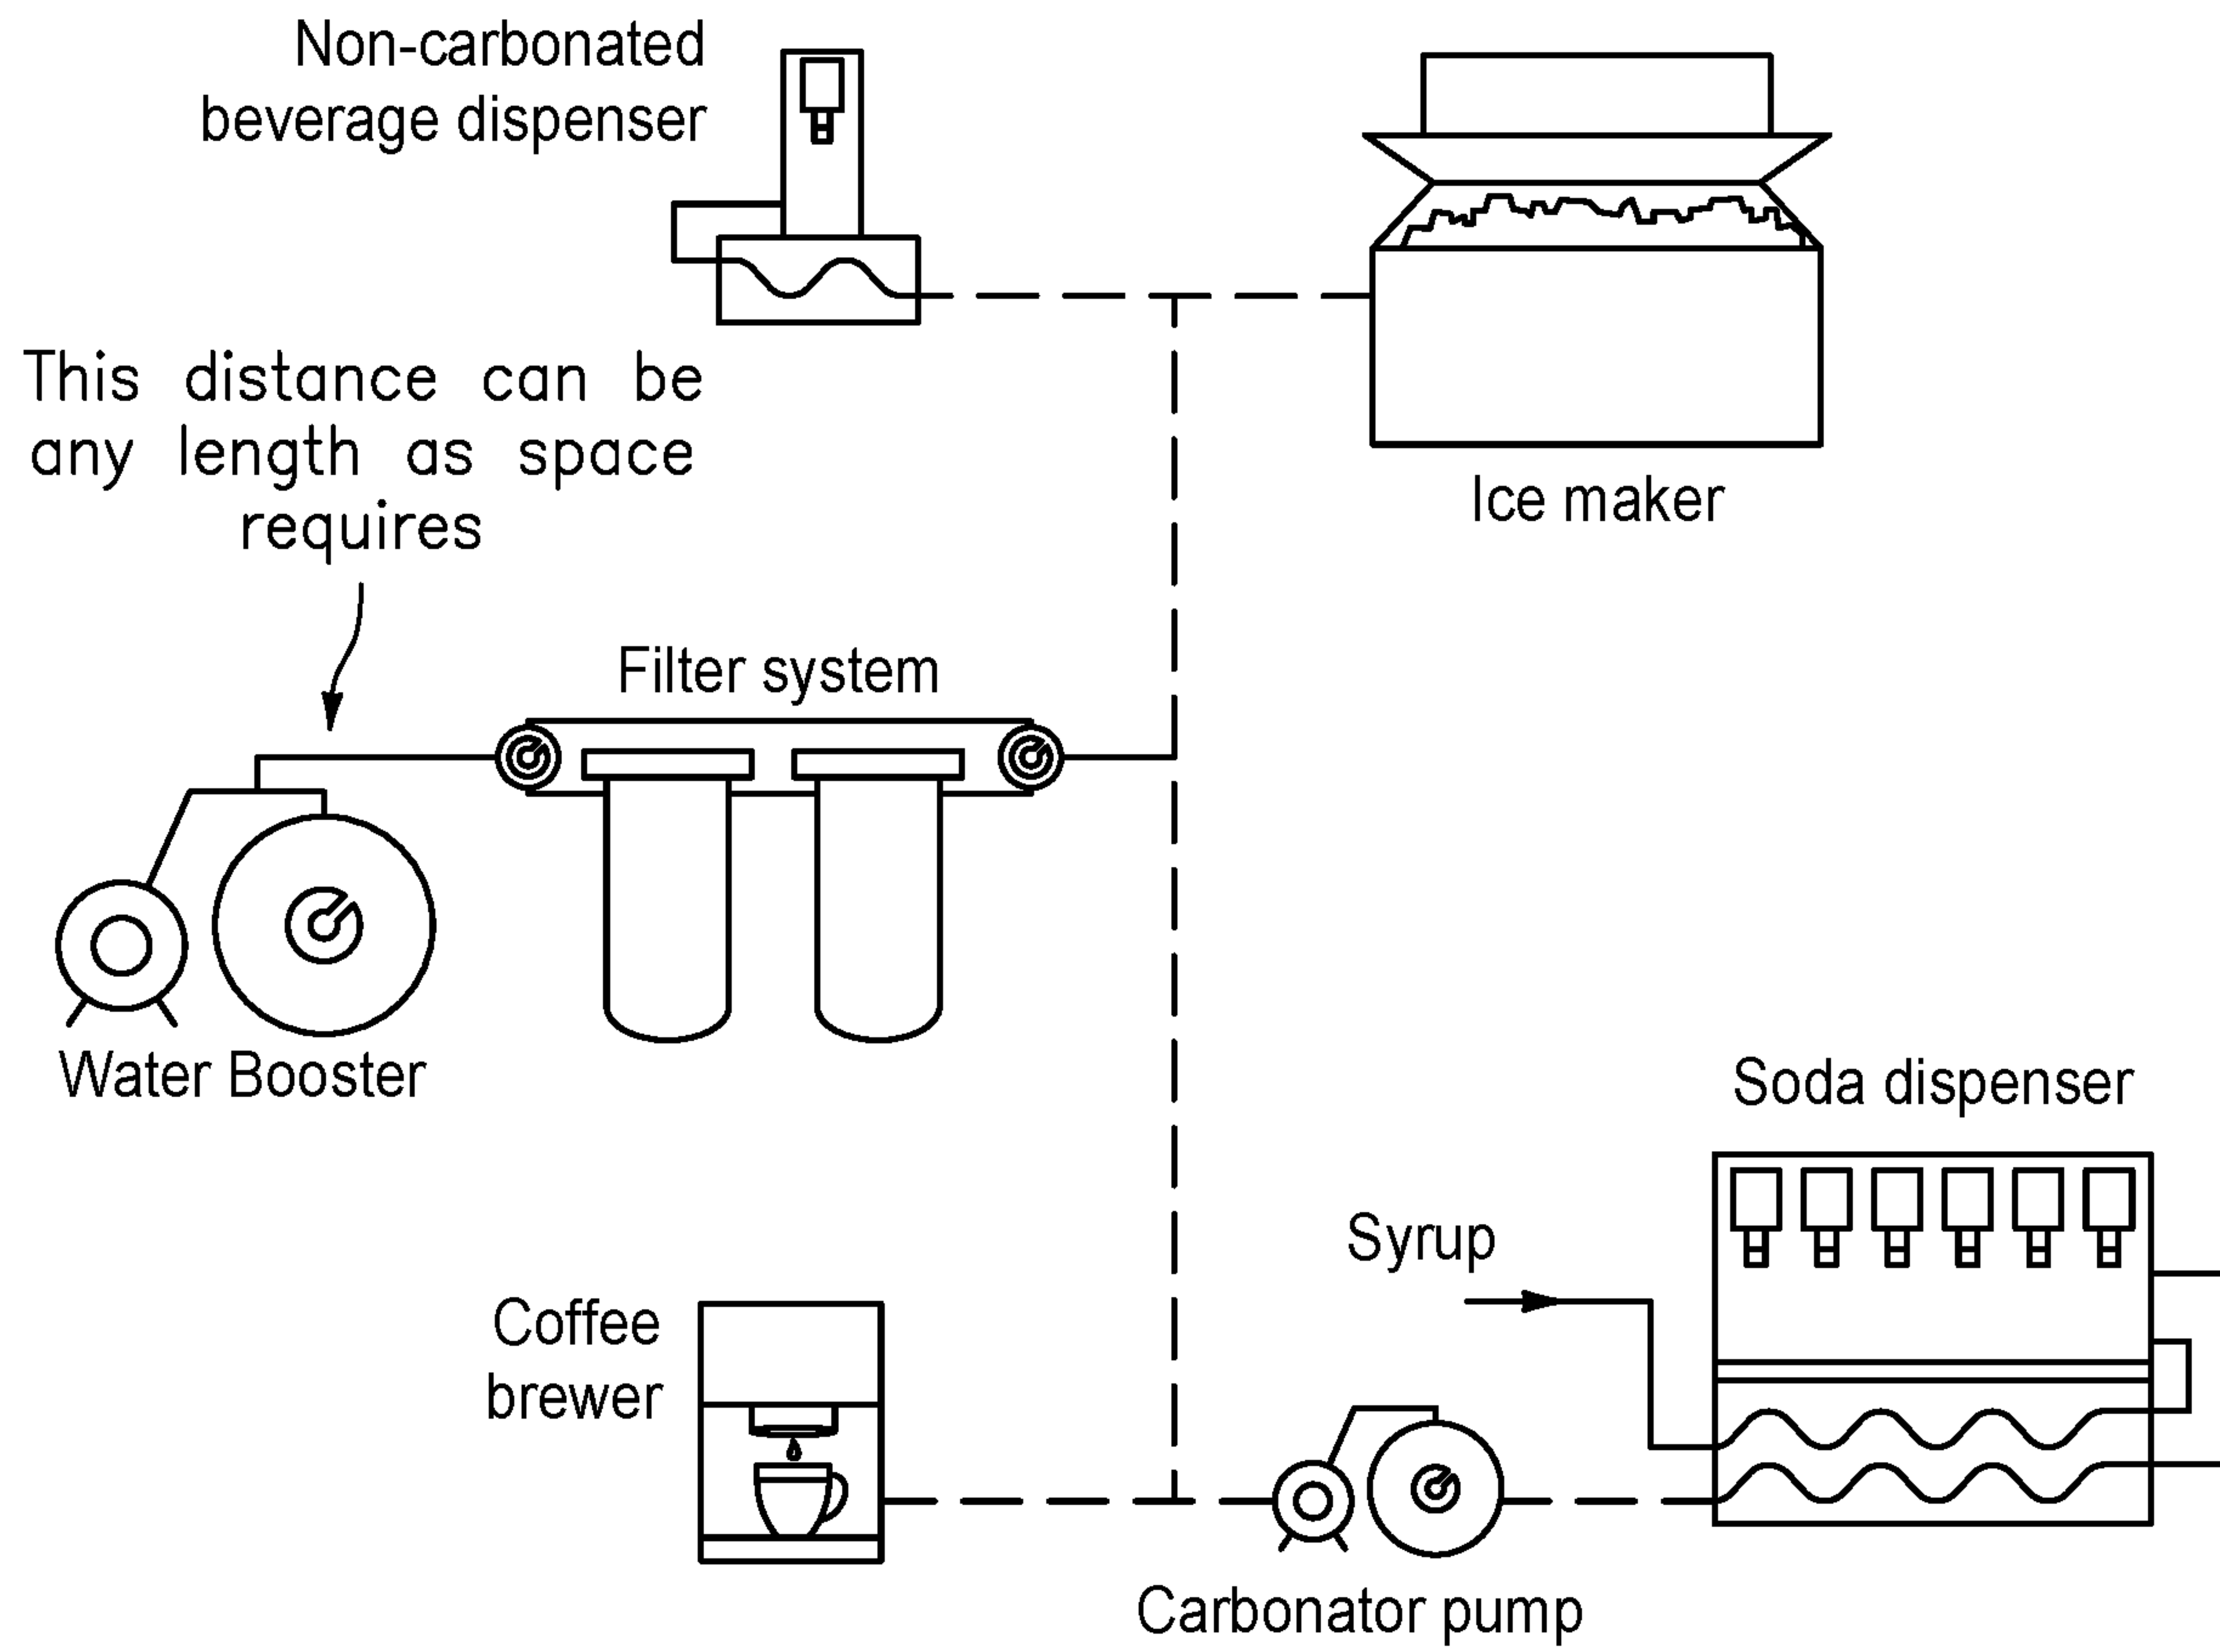 Non-carbonated
beverage dispenser
This distance can be
any length as space
requires
Ice maker
Filter system
Water Booster
Soda dispenser
Syrup
Coffee
brewer
Carbonator pump